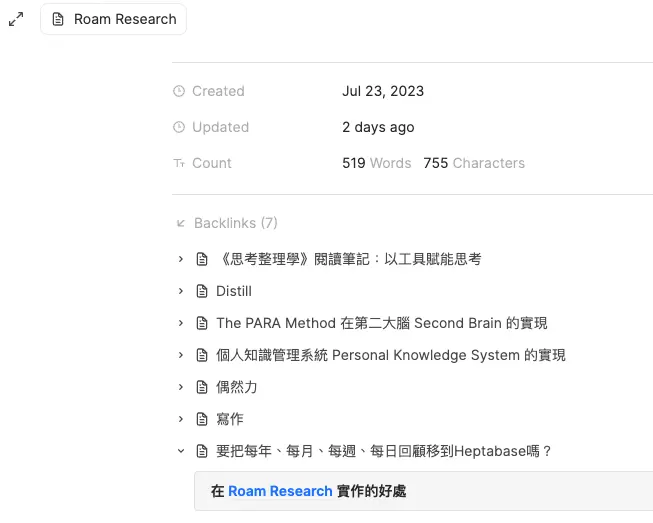 Roam Research
Created Jul 23, 2023
Updated 2 days ago
Count 519 Words 755 Characters
Backlinks (7)
《思考整理學》閱讀筆記：以工具賦能思考
Distill
The PARA Method 在第二大腦 Second Brain 的實現
個人知識管理系統 Personal Knowledge System 的實現
偶然力
寫作
要把每年、每月、每週、每日回顧移到Heptabase嗎？
在 Roam Research 實作的好處